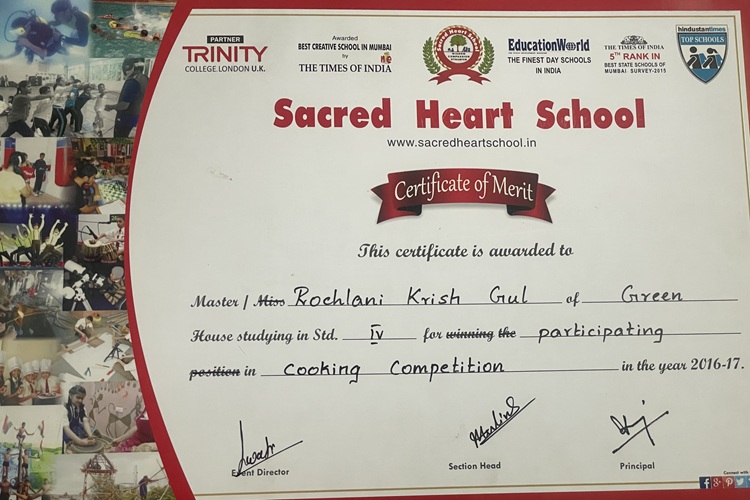 PARTNER
TRINITY
COLLEGE LONDON U.K.
Awarded
BEST CREATIVE SCHOOL IN MUMBAI
by
THE TIMES OF INDIA
Sacred Heart School
EducationWorld
THE FINEST DAY SCHOOLS
IN INDIA
THE TIMES OF INDIA
5TH RANK IN
BEST STATE SCHOOLS OF
MUMBAI SURVEY-2015
hindustantimes
TOP SCHOOLS
Sacred Heart School
www.sacredheartschool.in
Certificate of Merit
This certificate is awarded to
Master / Miss Rochlani Krish Gul of Green
House studying in Std. IV for winning the participating
position in Cooking Competition in the year 2016-17.
Event Director
Section Head
Principal
Connect with